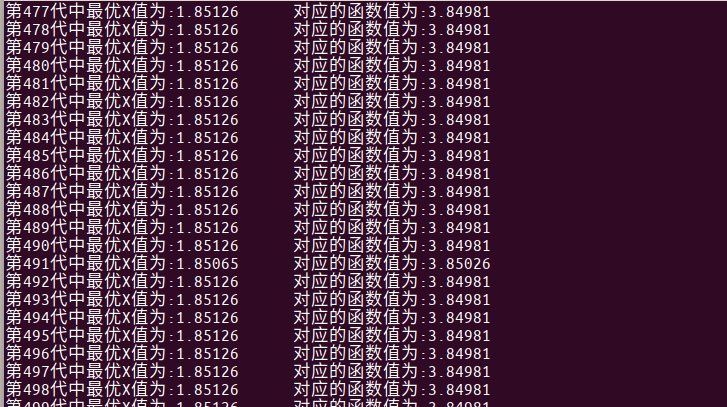 第477代中最优X值为:1.85126 对应的函数值为:3.84981
第478代中最优X值为:1.85126 对应的函数值为:3.84981
第479代中最优X值为:1.85126 对应的函数值为:3.84981
第480代中最优X值为:1.85126 对应的函数值为:3.84981
第481代中最优X值为:1.85126 对应的函数值为:3.84981
第482代中最优X值为:1.85126 对应的函数值为:3.84981
第483代中最优X值为:1.85126 对应的函数值为:3.84981
第484代中最优X值为:1.85126 对应的函数值为:3.84981
第485代中最优X值为:1.85126 对应的函数值为:3.84981
第486代中最优X值为:1.85126 对应的函数值为:3.84981
第487代中最优X值为:1.85126 对应的函数值为:3.84981
第488代中最优X值为:1.85126 对应的函数值为:3.84981
第489代中最优X值为:1.85126 对应的函数值为:3.84981
第490代中最优X值为:1.85126 对应的函数值为:3.84981
第491代中最优X值为:1.85065 对应的函数值为:3.85026
第492代中最优X值为:1.85126 对应的函数值为:3.84981
第493代中最优X值为:1.85126 对应的函数值为:3.84981
第494代中最优X值为:1.85126 对应的函数值为:3.84981
第495代中最优X值为:1.85126 对应的函数值为:3.84981
第496代中最优X值为:1.85126 对应的函数值为:3.84981
第497代中最优X值为:1.85126 对应的函数值为:3.84981
第498代中最优X值为:1.85126 对应的函数值为:3.84981
第499代中最优X值为:1.85126 对应的函数值为:3.84981